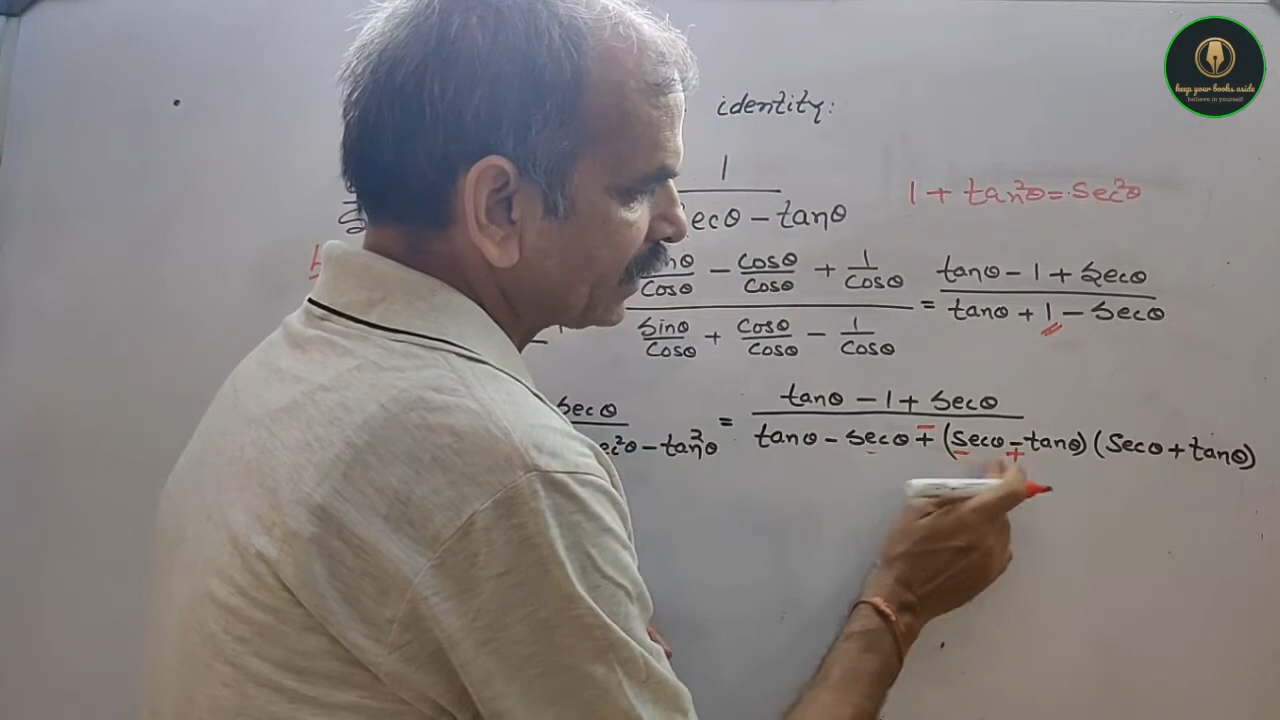 keep your books aside
believe in yourself
identity:
1
secθ - tanθ
1 + tan²θ = sec²θ
sinθ/cosθ - cosθ/cosθ + 1/cosθ
sinθ/cosθ + cosθ/cosθ - 1/cosθ
= tanθ - 1 + secθ
tanθ + 1 - secθ
secθ
sec²θ - tan²θ
= tanθ - 1 + secθ
tanθ - secθ + (secθ - tanθ) (secθ + tanθ)
- - - +